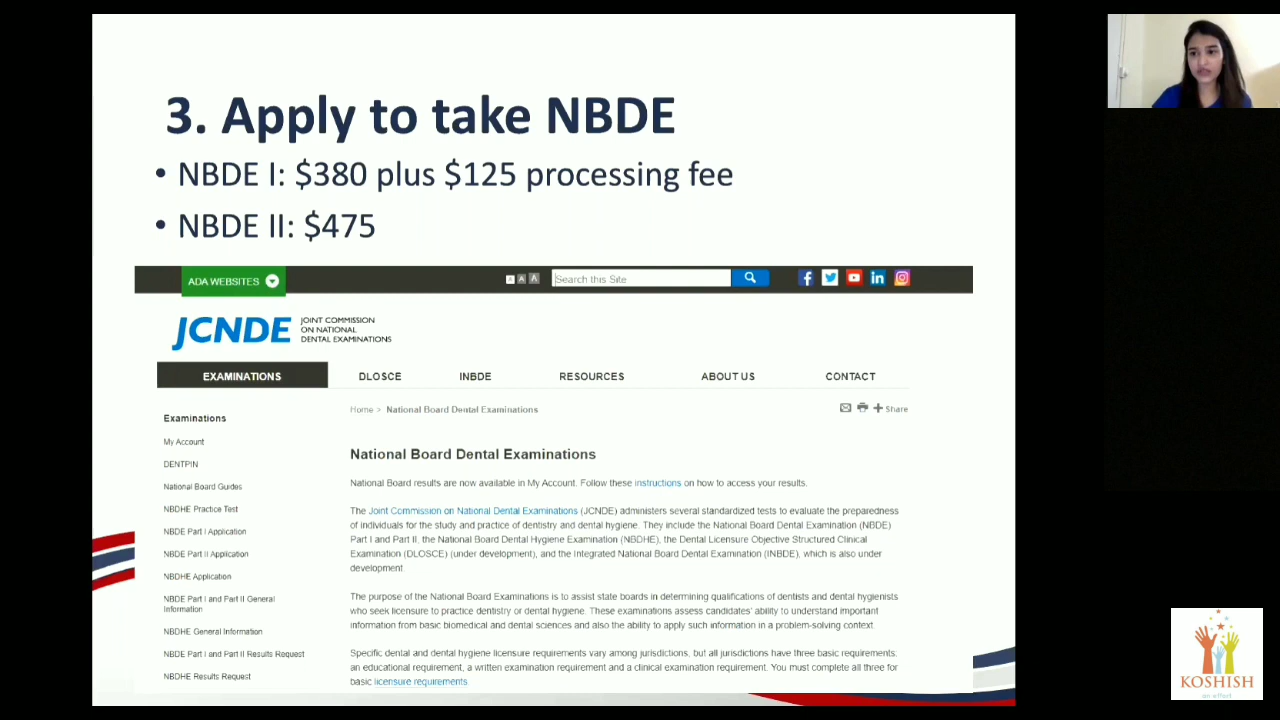 3. Apply to take NBDE
• NBDE I: $380 plus $125 processing fee
• NBDE II: $475
ADA WEBSITES
A A A
Search this Site
JCNDE
JOINT COMMISSION
ON NATIONAL
DENTAL EXAMINATIONS
EXAMINATIONS DLOSCE INBDE RESOURCES ABOUT US CONTACT
Home > National Board Dental Examinations
Share
Examinations
My Account
DENTPIN
National Board Guides
NBDHE Practice Test
NBDE Part I Application
NBDE Part II Application
NBDHE Application
NBDE Part I and Part II General
Information
NBDHE General Information
NBDE Part I and Part II Results Request
NBDHE Results Request
National Board Dental Examinations
National Board results are now available in My Account. Follow these instructions on how to access your results.
The Joint Commission on National Dental Examinations (JCNDE) administers several standardized tests to evaluate the preparedness
of individuals for the study and practice of dentistry and dental hygiene. They include the National Board Dental Examination (NBDE)
Part I and Part II, the National Board Dental Hygiene Examination (NBDHE), the Dental Licensure Objective Structured Clinical
Examination (DLOSCE) (under development), and the Integrated National Board Dental Examination (INBDE), which is also under
development
The purpose of the National Board Examinations is to assist state boards in determining qualifications of dentists and dental hygienists
who seek licensure to practice dentistry or dental hygiene. These examinations assess candidates' ability to understand important
information from basic biomedical and dental sciences and also the ability to apply such information in a problem-solving context.
Specific dental and dental hygiene licensure requirements vary among jurisdictions, but all jurisdictions have three basic requirements:
an educational requirement, a written examination requirement and a clinical examination requirement. You must complete all three for
basic licensure requirements.
KOSHISH
an effort